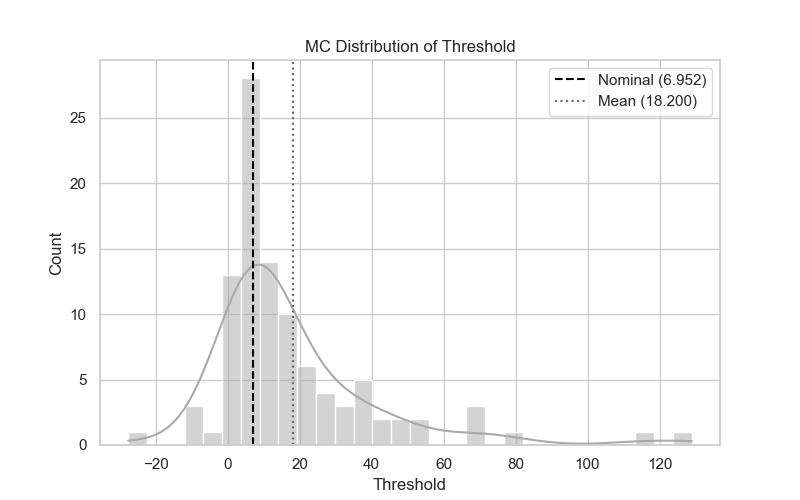 MC Distribution of Threshold
Nominal (6.952)
Mean (18.200)
25
20
15
10
5
0
Count
−20 0 20 40 60 80 100 120
Threshold